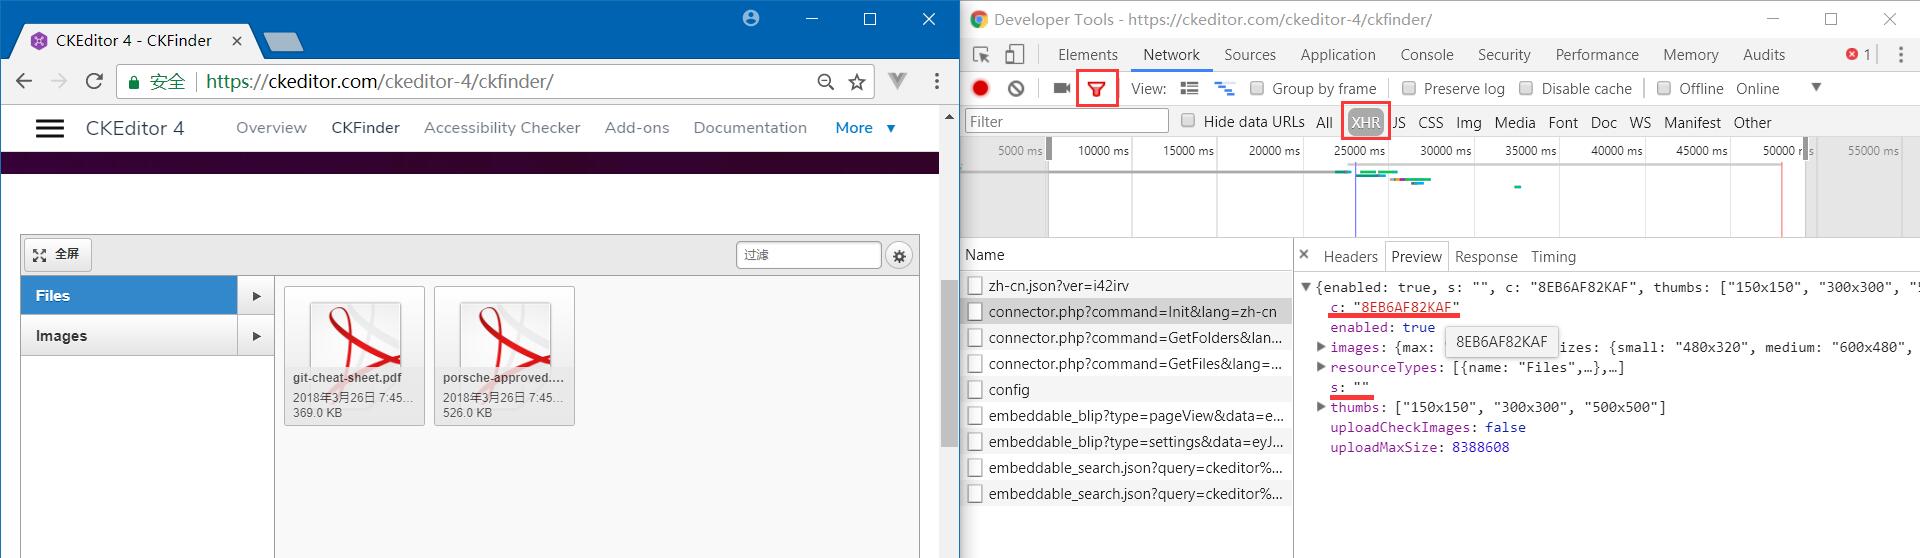 CKEditor 4 - CKFinder
安全
https://ckeditor.com/ckeditor-4/ckfinder/
CKEditor 4
Overview
CKFinder
Accessibility Checker
Add-ons
Documentation
More
全屏
过滤
Files
Images
git-cheat-sheet.pdf
2018年3月26日 7:45...
369.0 KB
porsche-approved....
2018年3月26日 7:45...
526.0 KB
Developer Tools - https://ckeditor.com/ckeditor-4/ckfinder/
Elements
Network
Sources
Application
Console
Security
Performance
Memory
Audits
1
View:
Group by frame
Preserve log
Disable cache
Offline
Online
Filter
Hide data URLs
All
XHR
JS
CSS
Img
Media
Font
Doc
WS
Manifest
Other
5000 ms
10000 ms
15000 ms
20000 ms
25000 ms
30000 ms
35000 ms
40000 ms
45000 ms
50000 ms
55000 ms
Name
zh-cn.json?ver=i42irv
connector.php?command=Init&lang=zh-cn
connector.php?command=GetFolders&lan...
connector.php?command=GetFiles&lang=...
config
embeddable_blip?type=pageView&data=e...
embeddable_blip?type=settings&data=eyJ...
embeddable_search.json?query=ckeditor%...
embeddable_search.json?query=ckeditor%...
Headers
Preview
Response
Timing
{enabled: true, s: "", c: "8EB6AF82KAF", thumbs: ["150x150", "300x300",
c: "8EB6AF82KAF"
enabled: true
8EB6AF82KAF
images: {max: izes: {small: "480x320", medium: "600x480",
resourceTypes: [{name: "Files",…},…]
s: ""
thumbs: ["150x150", "300x300", "500x500"]
uploadCheckImages: false
uploadMaxSize: 8388608